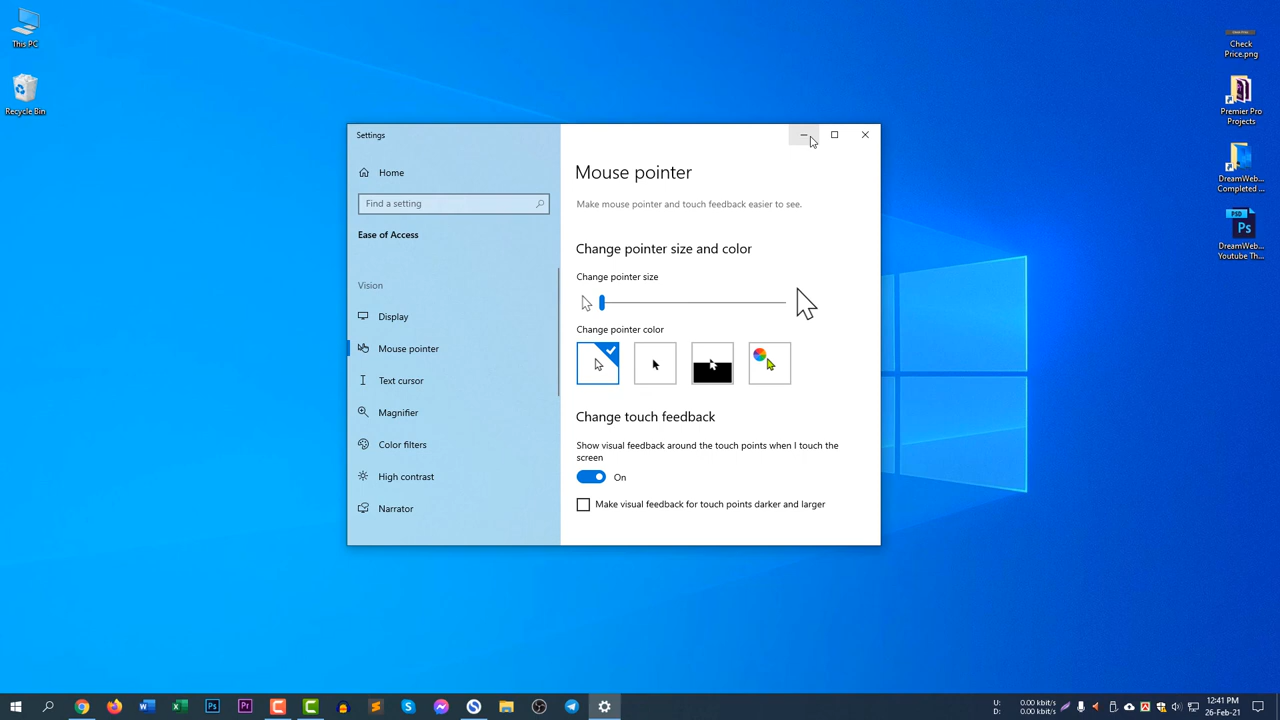 This PC
Recycle Bin
Settings
Home
Find a setting
Ease of Access
Vision
Display
Mouse pointer
Text cursor
Magnifier
Color filters
High contrast
Narrator
Mouse pointer
Make mouse pointer and touch feedback easier to see.
Change pointer size and color
Change pointer size
Change pointer color
Change touch feedback
Show visual feedback around the touch points when I touch the
screen
On
Make visual feedback for touch points darker and larger
Check
Price.png
Premier Pro
Projects
DreamWeb...
Completed ...
PSD
Ps
DreamWeb...
Youtube Th...
Ps
Pr
U: 0.00 kbit/s
D: 0.00 kbit/s
12:41 PM
26-Feb-21